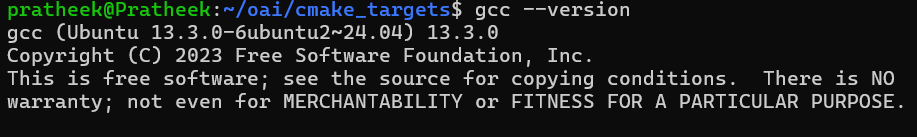 pratheek@Pratheek:~/oai/cmake_targets$ gcc --version
gcc (Ubuntu 13.3.0-6ubuntu2~24.04) 13.3.0
Copyright (C) 2023 Free Software Foundation, Inc.
This is free software; see the source for copying conditions.  There is NO
warranty; not even for MERCHANTABILITY or FITNESS FOR A PARTICULAR PURPOSE.